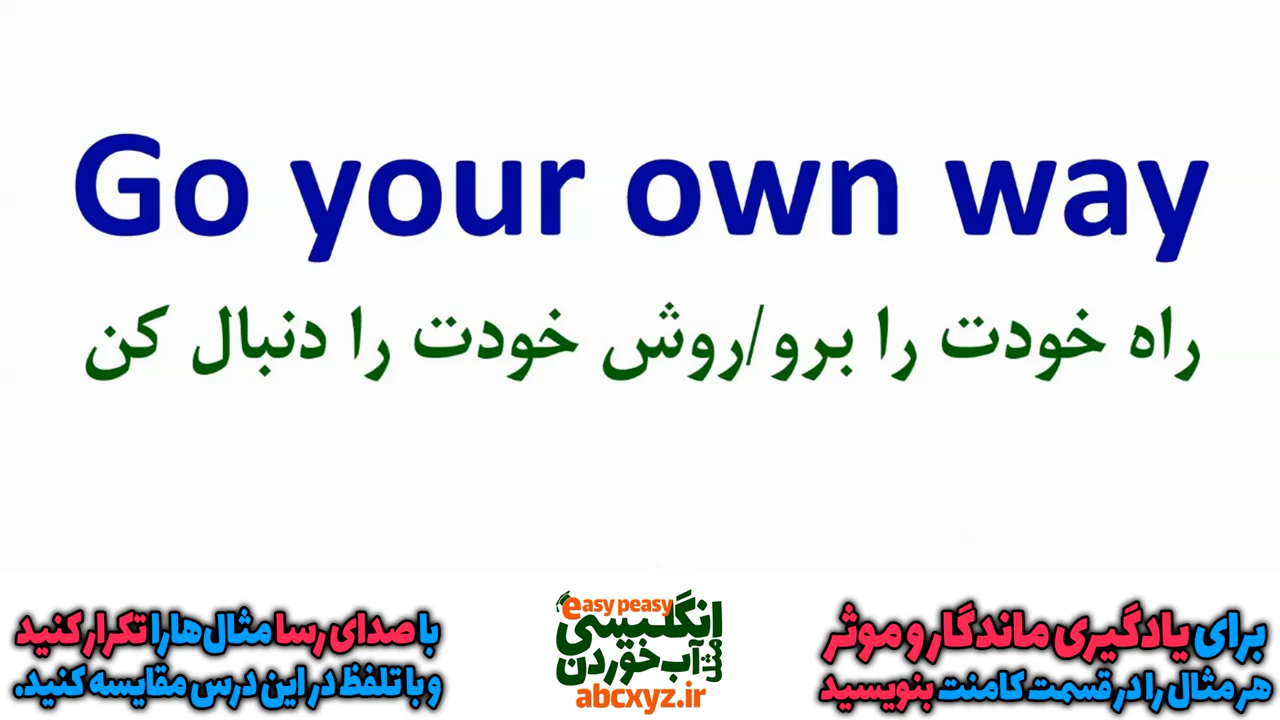 Go your own way
راه خودت را برو/روش خودت را دنبال کن
برای یادگیری ماندگار و موثر
هر مثال را در قسمت کامنت بنویسید
easy peasy
انگلیسی
مثل آب خوردن
abcxyz.ir
با صدای رسا مثال‌ها را تکرار کنید
و با تلفظ در این درس مقایسه کنید.